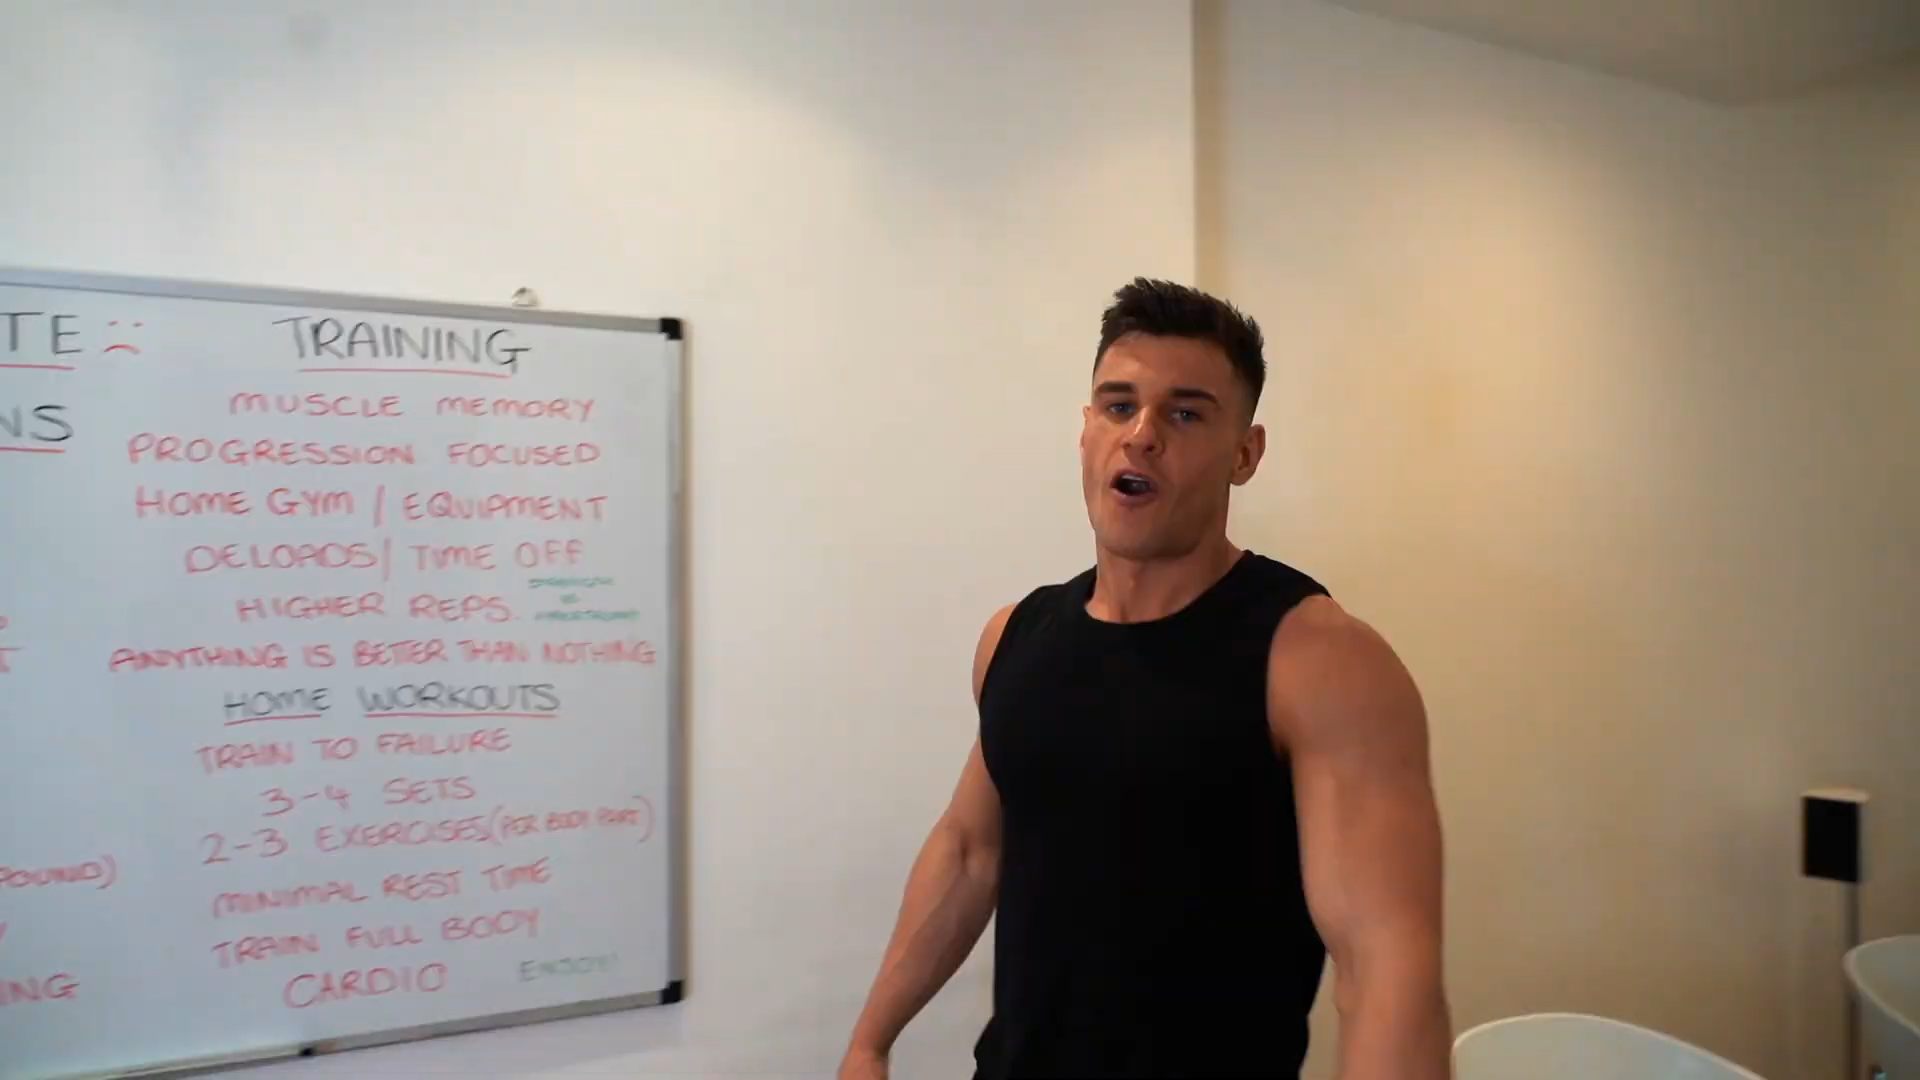 TE :(
NS
POUND)
ING
TRAINING
MUSCLE MEMORY
PROGRESSION FOCUSED
HOME GYM / EQUIPMENT
DELOADS / TIME OFF
HIGHER REPS.
ANYTHING IS BETTER THAN NOTHING
HOME WORKOUTS
TRAIN TO FAILURE
3-4 SETS
2-3 EXERCISES (PER BODY PART)
MINIMAL REST TIME
TRAIN FULL BODY
CARDIO ENJOY!